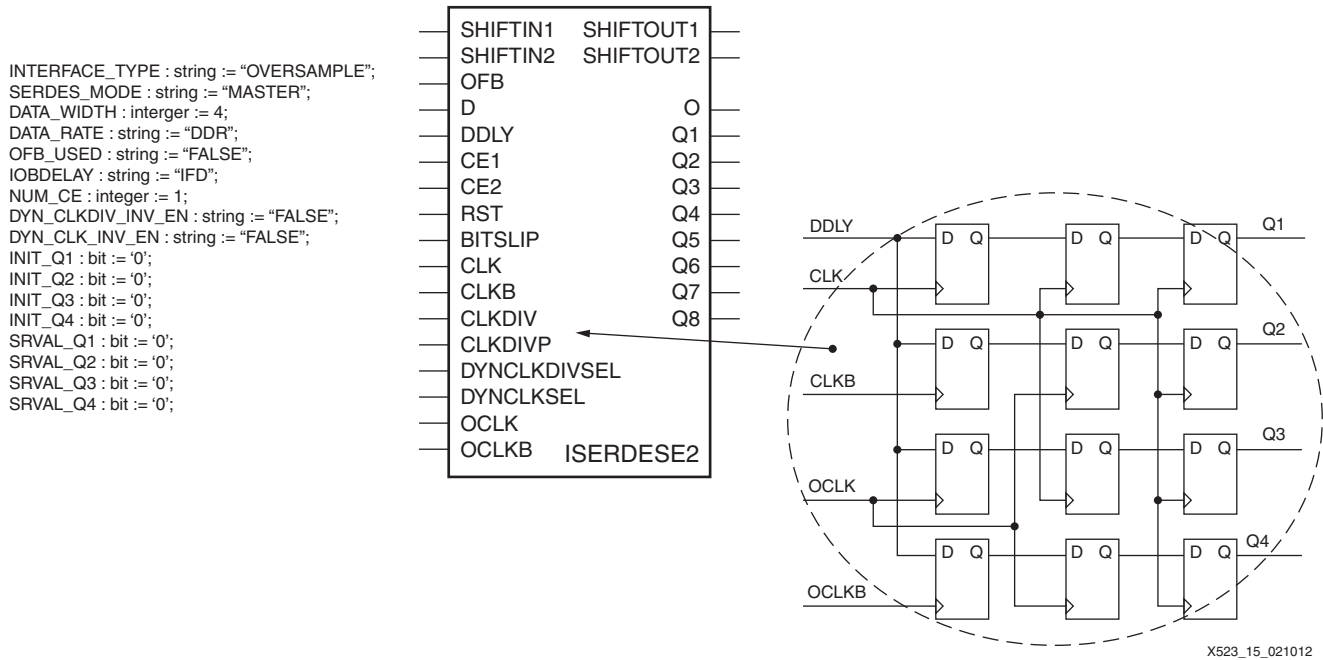 INTERFACE_TYPE : string := “OVERSAMPLE”;
SERDES_MODE : string := “MASTER”;
DATA_WIDTH : interger := 4;
DATA_RATE : string := “DDR”;
OFB_USED : string := “FALSE”;
IOBDELAY : string := “IFD”;
NUM_CE : integer := 1;
DYN_CLKDIV_INV_EN : string := “FALSE”;
DYN_CLK_INV_EN : string := “FALSE”;
INIT_Q1 : bit := ‘0’;
INIT_Q2 : bit := ‘0’;
INIT_Q3 : bit := ‘0’;
INIT_Q4 : bit := ‘0’;
SRVAL_Q1 : bit := ‘0’;
SRVAL_Q2 : bit := ‘0’;
SRVAL_Q3 : bit := ‘0’;
SRVAL_Q4 : bit := ‘0’;
SHIFTIN1 SHIFTOUT1
SHIFTIN2 SHIFTOUT2
OFB
D O
DDLY Q1
CE1 Q2
CE2 Q3
RST Q4
BITSLIP Q5
CLK Q6
CLKB Q7
CLKDIV Q8
CLKDIVP
DYNCLKDIVSEL
DYNCLKSEL
OCLK
OCLKB ISERDESE2
DDLY D Q D Q D Q Q1
CLK
D Q D Q D Q Q2
CLKB
D Q D Q D Q Q3
OCLK
D Q D Q D Q Q4
OCLKB
X523_15_021012